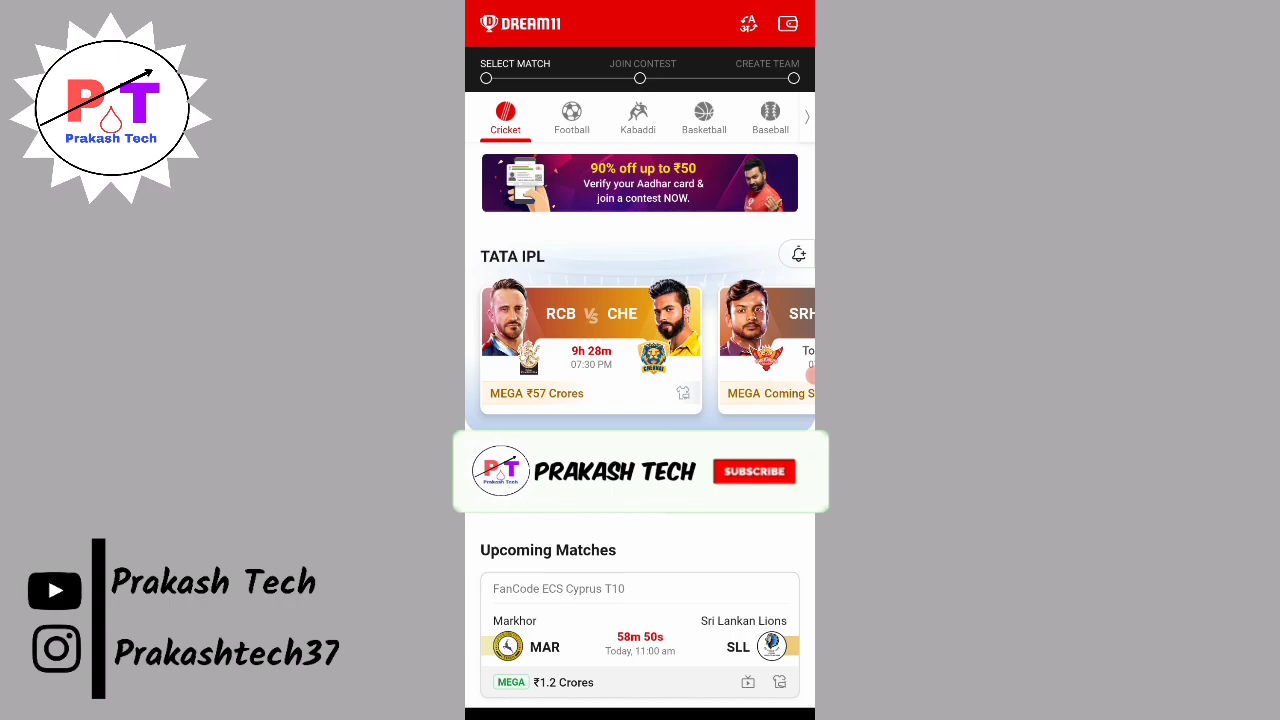 P T
Prakash Tech
DREAM11
SELECT MATCH
JOIN CONTEST
CREATE TEAM
Cricket
Football
Kabaddi
Basketball
Baseball
90% off up to ₹50
Verify your Aadhar card &
join a contest NOW.
TATA IPL
RCB VS CHE
9h 28m
07:30 PM
MEGA ₹57 Crores
SRH
To
MEGA Coming S
PT
Prakash Tech
PRAKASH TECH
SUBSCRIBE
Upcoming Matches
FanCode ECS Cyprus T10
Markhor
Sri Lankan Lions
MAR
58m 50s
Today, 11:00 am
SLL
MEGA ₹1.2 Crores
Prakash Tech
Prakashtech37